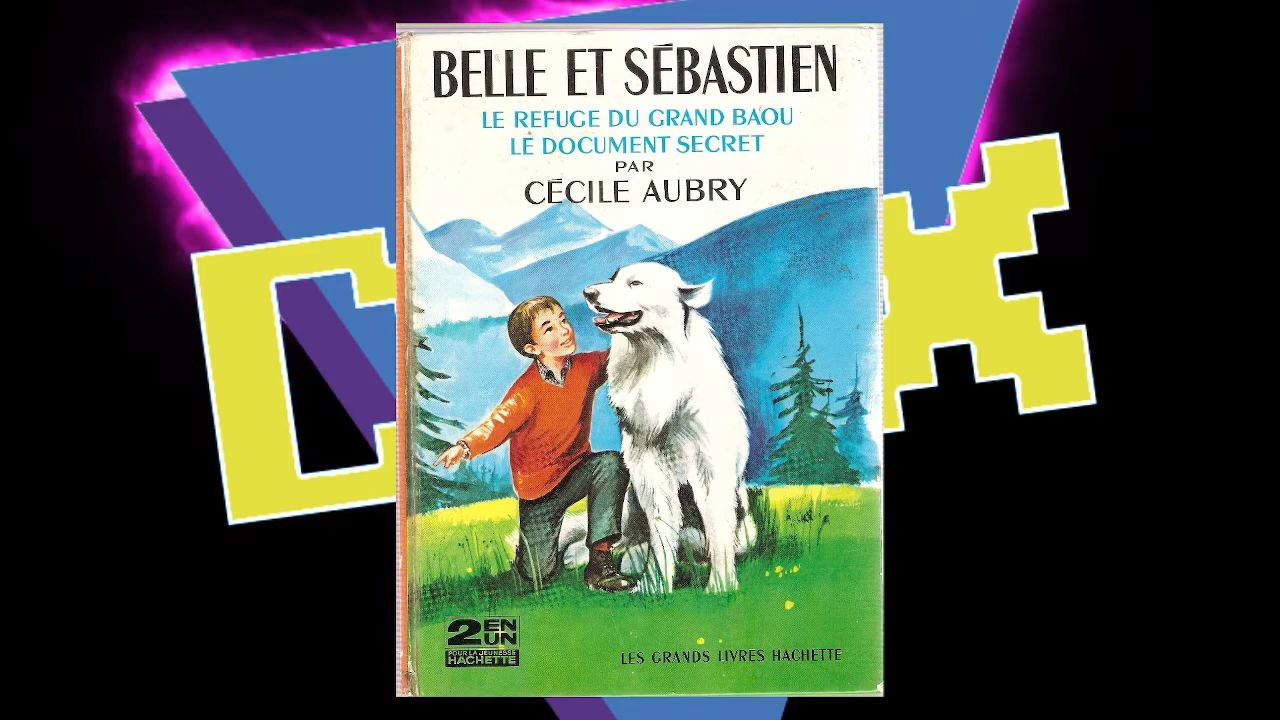 BELLE ET SÉBASTIEN
LE REFUGE DU GRAND BAOU
LE DOCUMENT SECRET
PAR
CÉCILE AUBRY
2 EN UN
POUR LA JEUNESSE
HACHETTE
LES GRANDS LIVRES HACHETTE